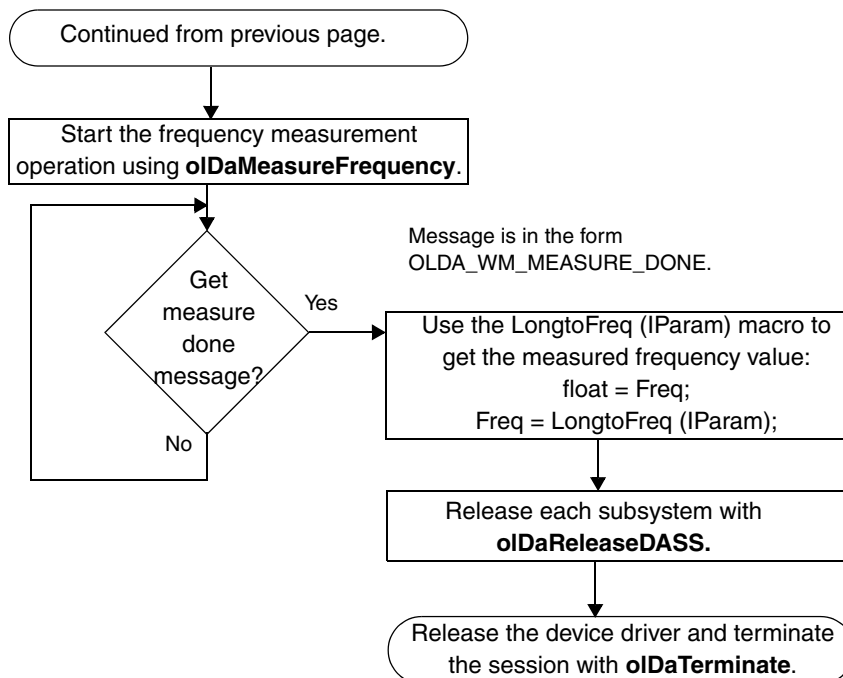 Continued from previous page.
Start the frequency measurement
operation using olDaMeasureFrequency.
Message is in the form
OLDA_WM_MEASURE_DONE.
Get
measure
done
message?
Yes
No
Use the LongtoFreq (lParam) macro to
get the measured frequency value:
float = Freq;
Freq = LongtoFreq (lParam);
Release each subsystem with
olDaReleaseDASS.
Release the device driver and terminate
the session with olDaTerminate.